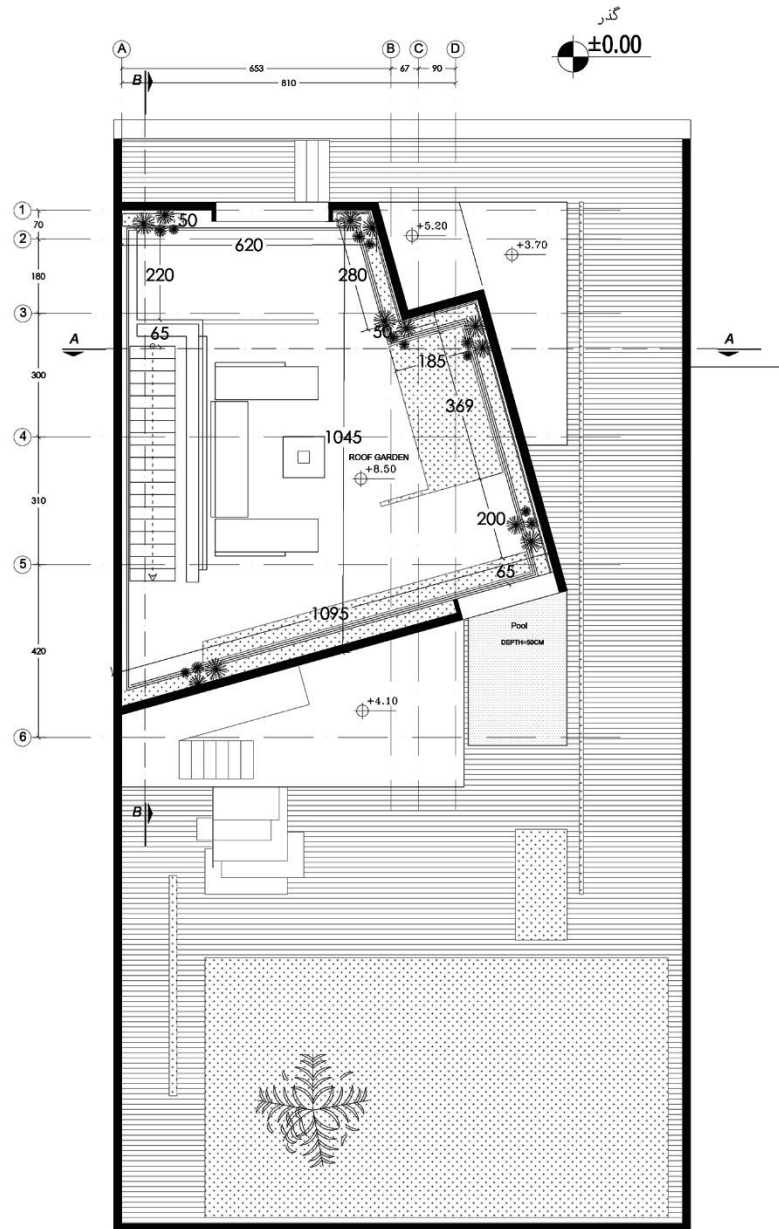 گذر
±0.00
A B C D
653 67 90
B 810
1
70
2
180
3
300
4
310
5
420
6
50
620
220
280
+5.20
+3.70
65
50
185
A
A
369
1045
ROOF GARDEN
+8.50
200
65
1095
Pool
DEPTH=50CM
+4.10
B